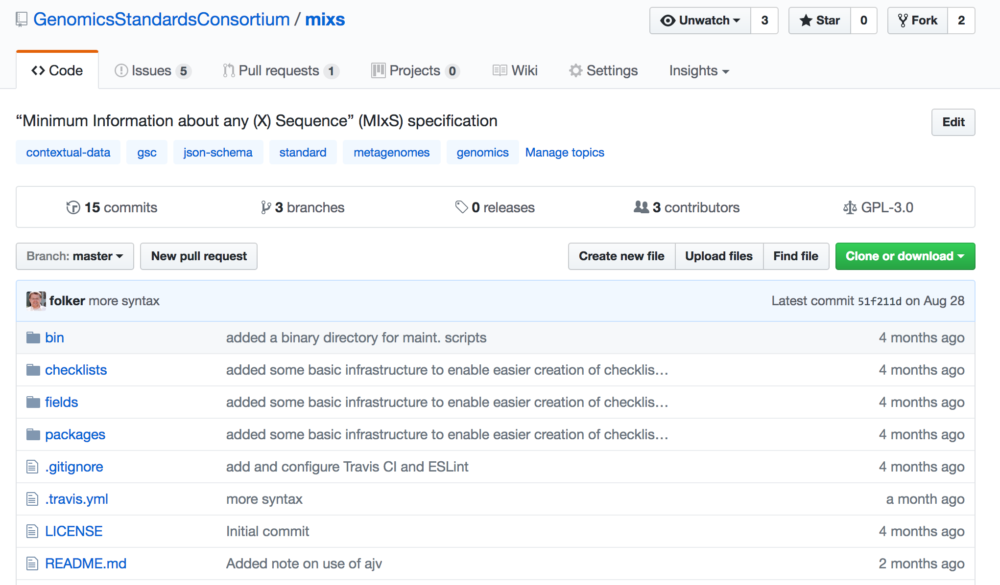 GenomicsStandardsConsortium / mixs
Unwatch 3 Star 0 Fork 2
Code Issues 5 Pull requests 1 Projects 0 Wiki Settings Insights
“Minimum Information about any (X) Sequence” (MIxS) specification
Edit
contextual-data gsc json-schema standard metagenomes genomics Manage topics
15 commits 3 branches 0 releases 3 contributors GPL-3.0
Branch: master New pull request Create new file Upload files Find file Clone or download
folker more syntax Latest commit 51f211d on Aug 28
bin added a binary directory for maint. scripts 4 months ago
checklists added some basic infrastructure to enable easier creation of checklis… 4 months ago
fields added some basic infrastructure to enable easier creation of checklis… 4 months ago
packages added some basic infrastructure to enable easier creation of checklis… 4 months ago
.gitignore add and configure Travis CI and ESLint 4 months ago
.travis.yml more syntax a month ago
LICENSE Initial commit 4 months ago
README.md Added note on use of ajv 2 months ago